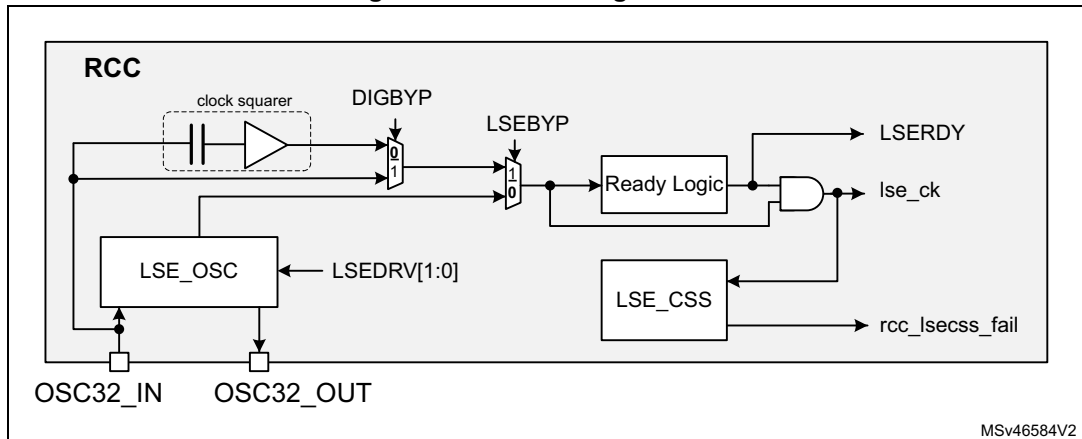 RCC
clock squarer
DIGBYP
LSEBYP
0
1
1
0
Ready Logic
LSERDY
lse_ck
LSE_OSC
LSEDRV[1:0]
LSE_CSS
rcc_lsecss_fail
OSC32_IN
OSC32_OUT
MSv46584V2